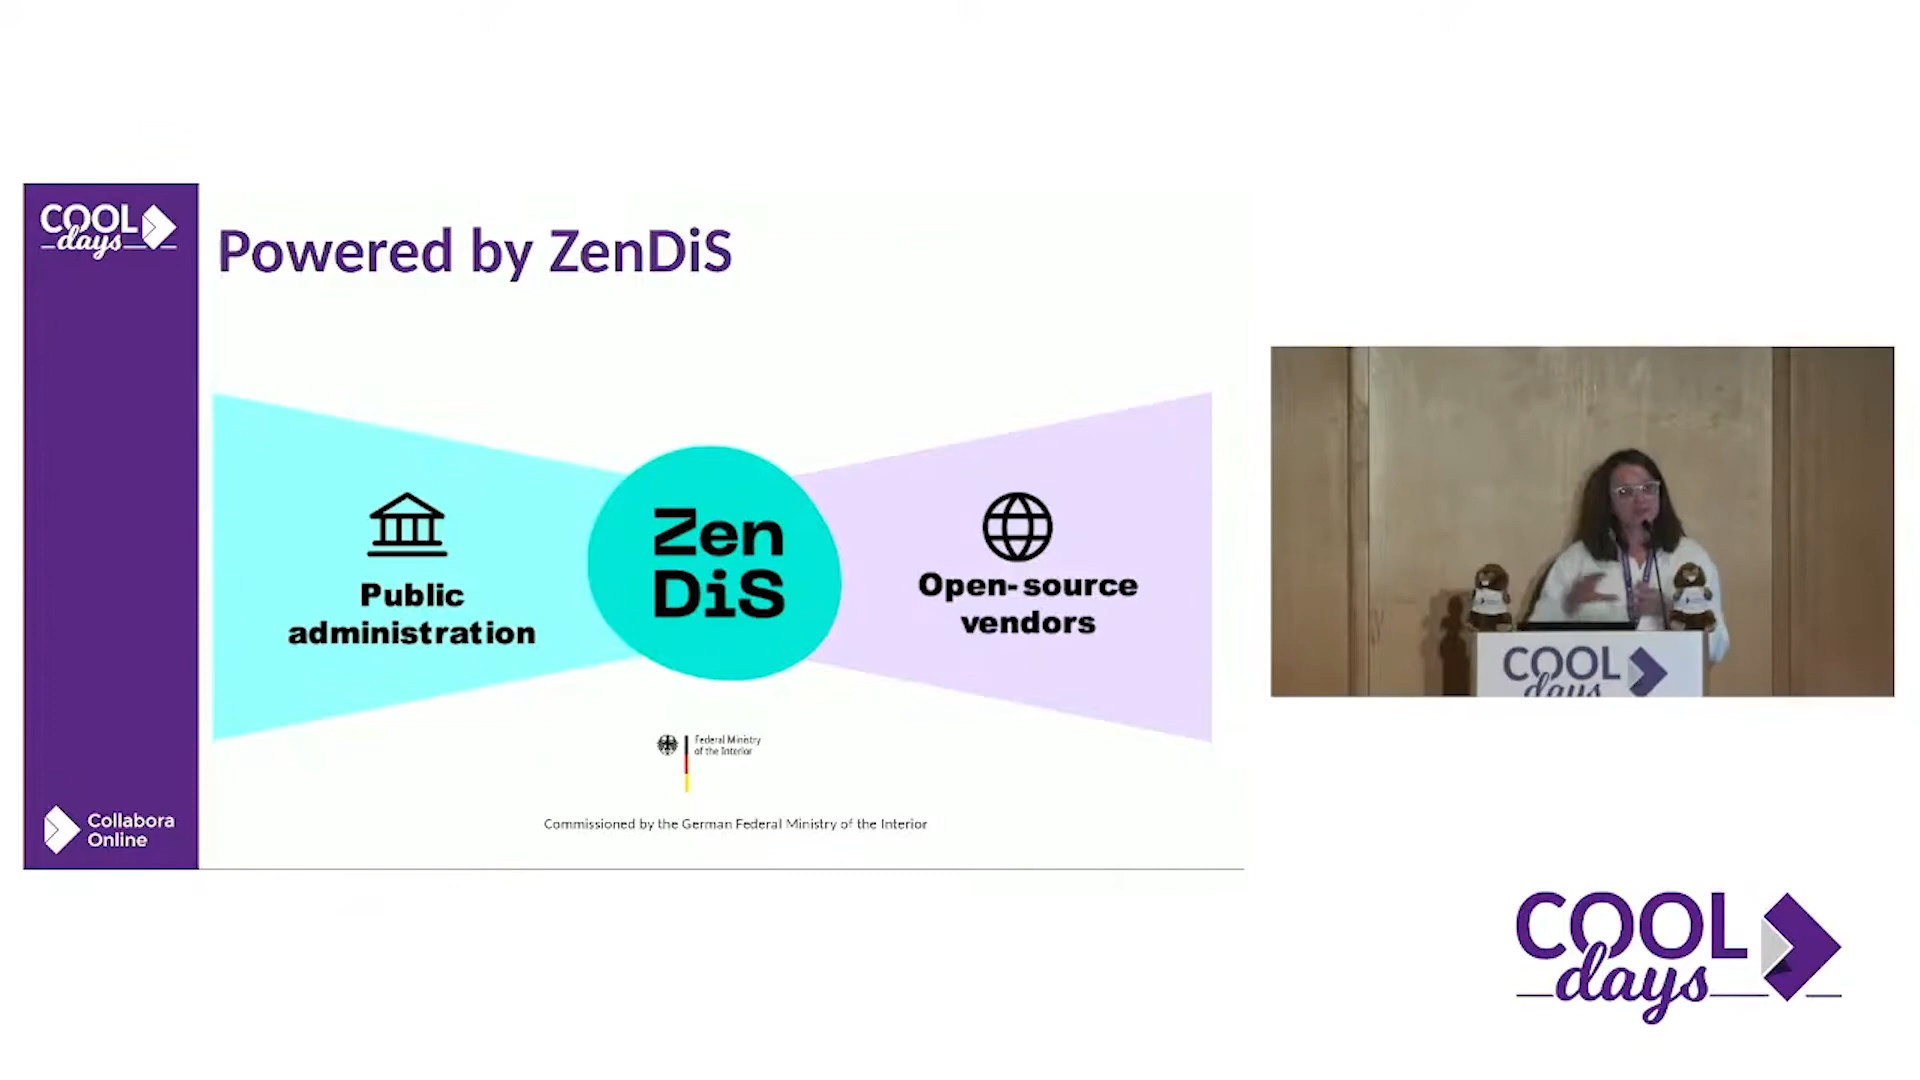 COOL
days
Powered by ZenDiS
Public
administration
Zen
DiS
Open-source
vendors
Federal Ministry
of the Interior
Commissioned by the German Federal Ministry of the Interior
Collabora
Online
COOL
days
COOL
days